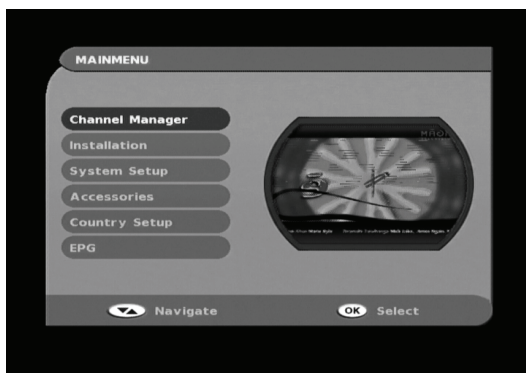 MAINMENU
Channel Manager
Installation
System Setup
Accessories
Country Setup
EPG
Navigate
OK Select